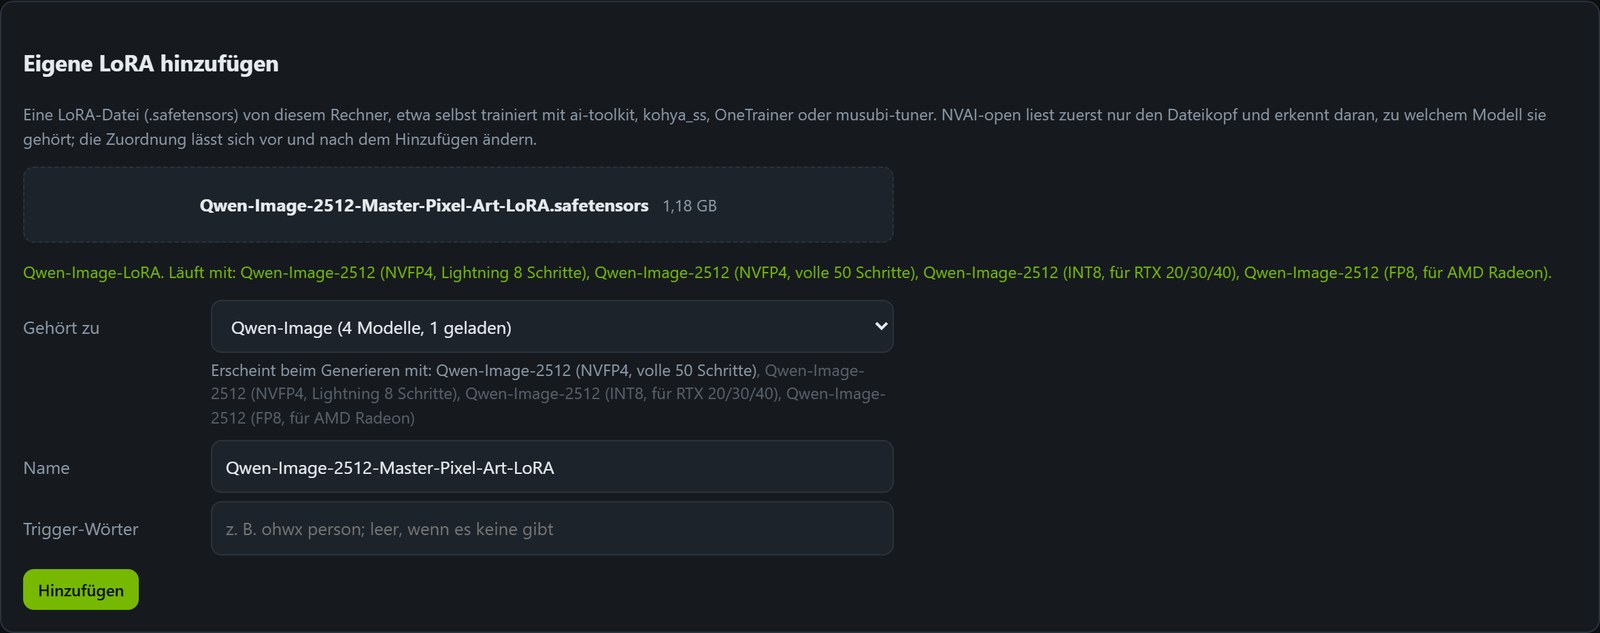 Eigene LoRA hinzufügen
Eine LoRA-Datei (.safetensors) von diesem Rechner, etwa selbst trainiert mit ai-toolkit, kohya_ss, OneTrainer oder musubi-tuner. NVAI-open liest zuerst nur den Dateikopf und erkennt daran, zu welchem Modell sie
gehört; die Zuordnung lässt sich vor und nach dem Hinzufügen ändern.
Qwen-Image-2512-Master-Pixel-Art-LoRA.safetensors 1,18 GB
Qwen-Image-LoRA. Läuft mit: Qwen-Image-2512 (NVFP4, Lightning 8 Schritte), Qwen-Image-2512 (NVFP4, volle 50 Schritte), Qwen-Image-2512 (INT8, für RTX 20/30/40), Qwen-Image-2512 (FP8, für AMD Radeon).
Gehört zu Qwen-Image (4 Modelle, 1 geladen)
Erscheint beim Generieren mit: Qwen-Image-2512 (NVFP4, volle 50 Schritte), Qwen-Image-
2512 (NVFP4, Lightning 8 Schritte), Qwen-Image-2512 (INT8, für RTX 20/30/40), Qwen-Image-
2512 (FP8, für AMD Radeon)
Name Qwen-Image-2512-Master-Pixel-Art-LoRA
Trigger-Wörter z. B. ohwx person; leer, wenn es keine gibt
Hinzufügen